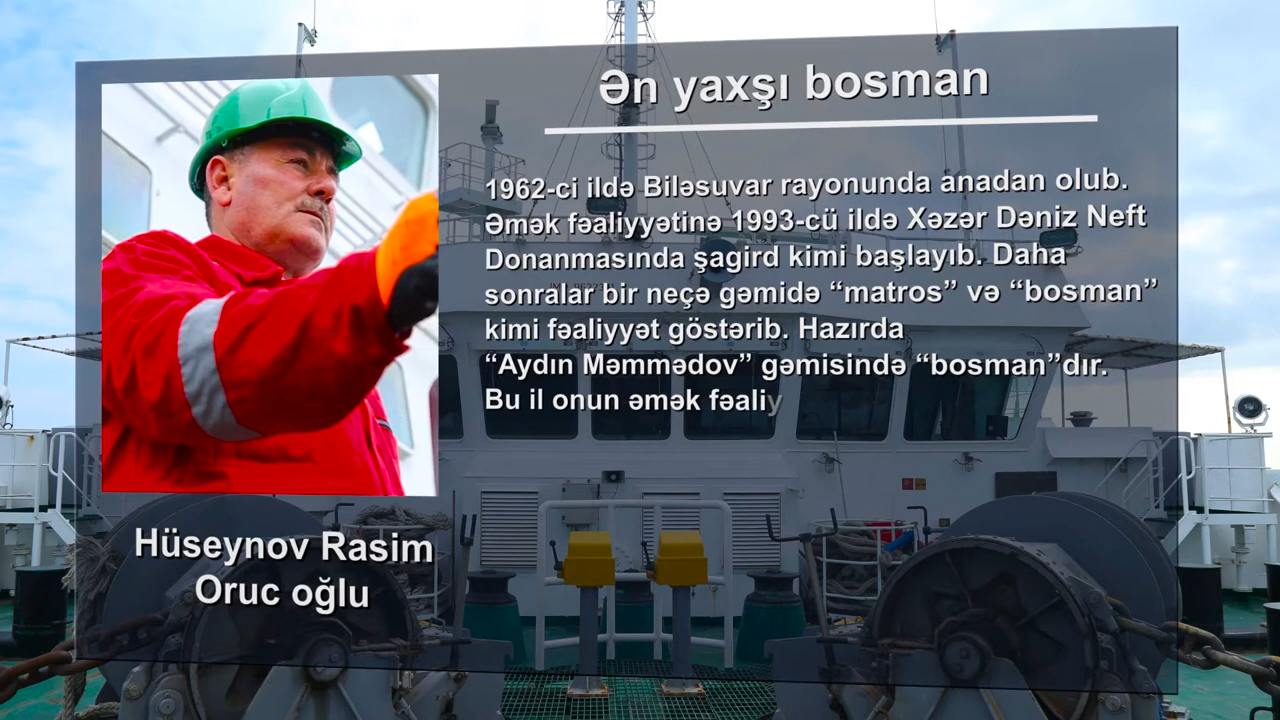 Ən yaxşı bosman
1962-ci ildə Biləsuvar rayonunda anadan olub.
Əmək fəaliyyətinə 1993-cü ildə Xəzər Dəniz Neft
Donanmasında şagird kimi başlayıb. Daha
sonralar bir neçə gəmidə “matros” və “bosman”
kimi fəaliyyət göstərib. Hazırda
“Aydın Məmmədov” gəmisində “bosman”dır.
Bu il onun əmək fəaliy
Hüseynov Rasim
Oruc oğlu